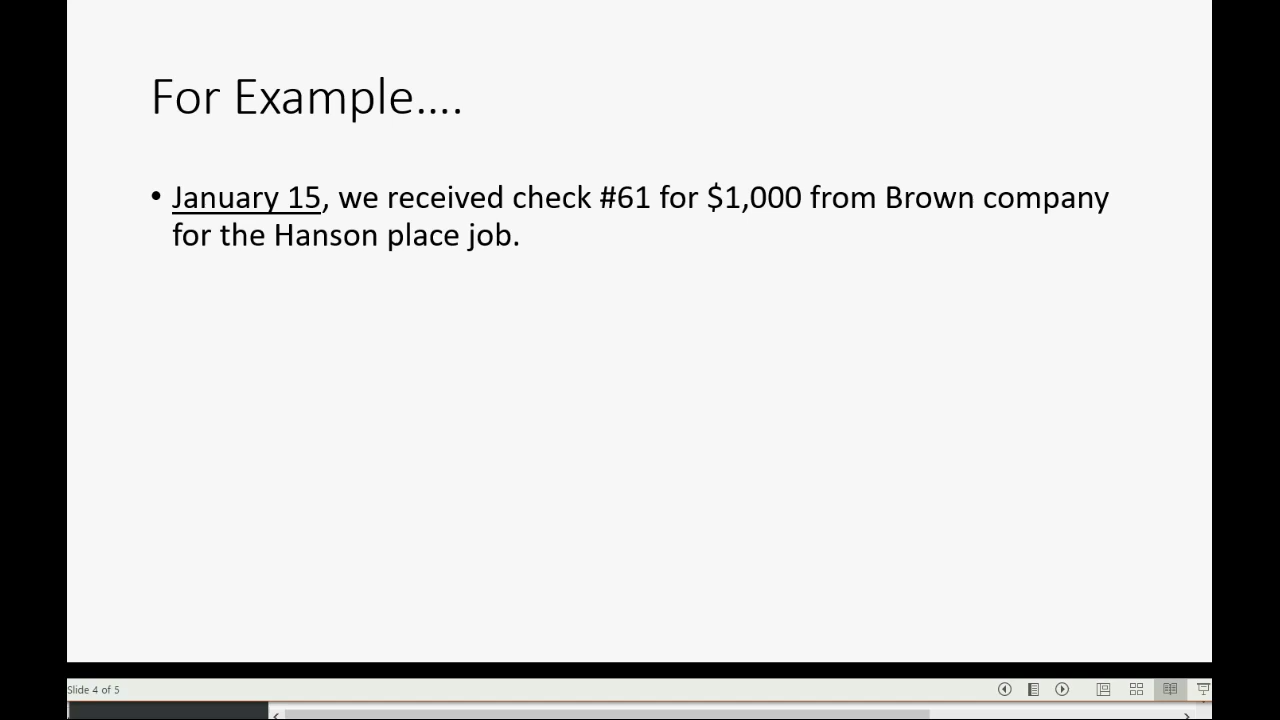 For Example....
• January 15, we received check #61 for $1,000 from Brown company
for the Hanson place job.
Slide 4 of 5